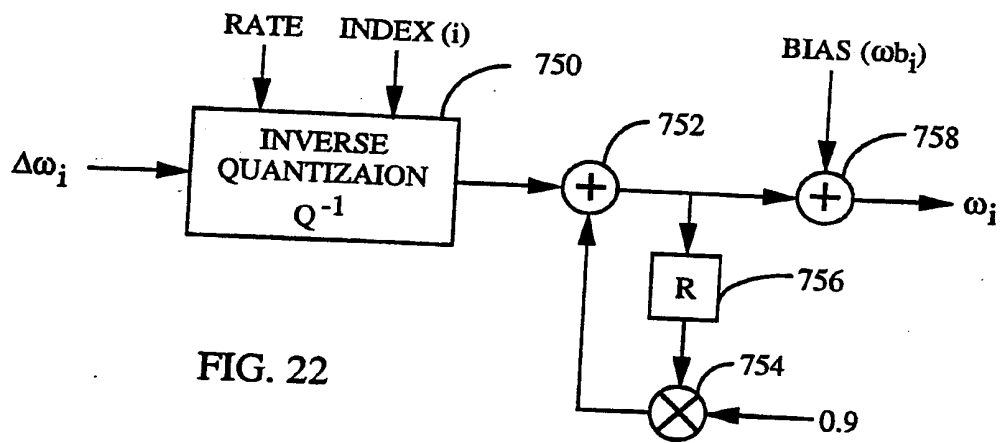 RATE
INDEX (i)
750
BIAS (ωbᵢ)
752
758
Δωᵢ
INVERSE
QUANTIZAION
Q⁻¹
+
+
ωᵢ
R
756
754
0.9
FIG. 22